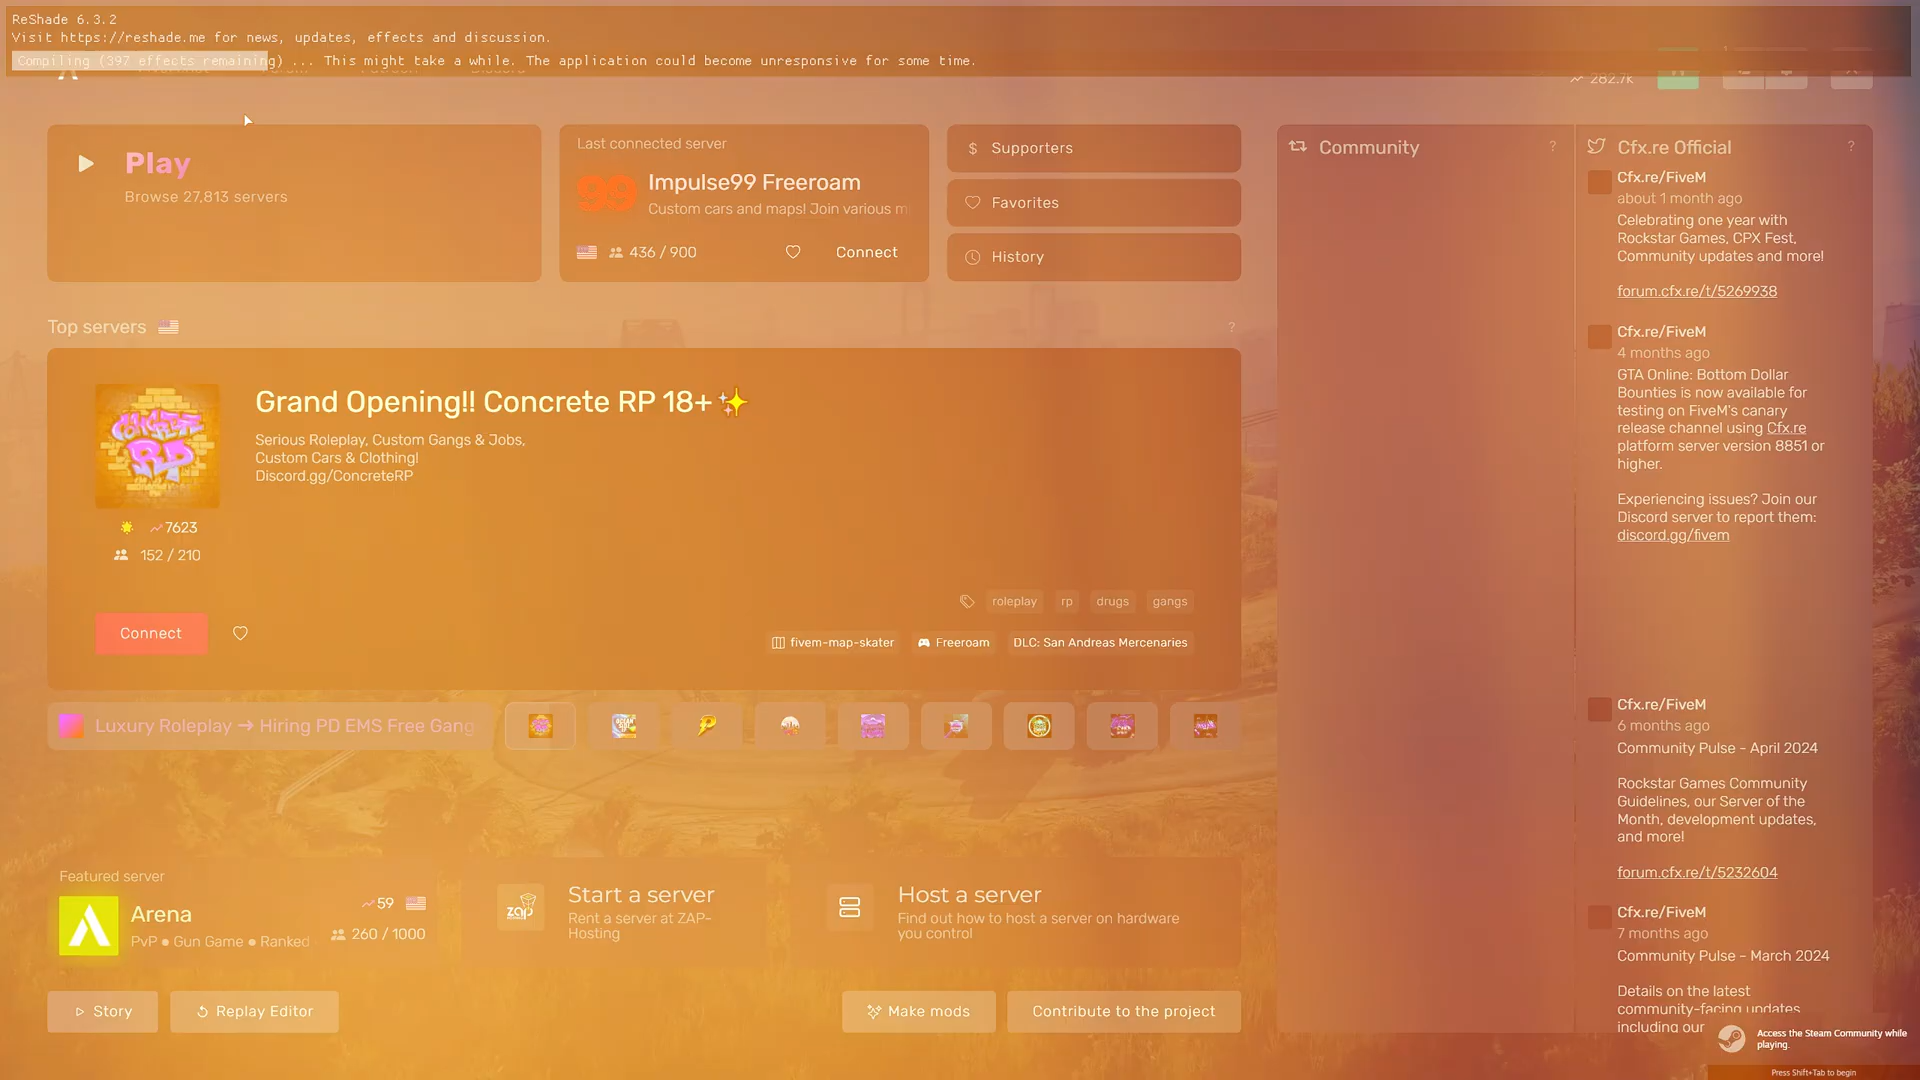 ReShade 6.3.2
Visit https://reshade.me for news, updates, effects and discussion.
Compiling (397 effects remaining) ... This might take a while. The application could become unresponsive for some time.
282.7k
Play
Browse 27,813 servers
Last connected server
99
Impulse99 Freeroam
Custom cars and maps! Join various m
436 / 900
Connect
$ Supporters
Favorites
History
Top servers
?
Grand Opening!! Concrete RP 18+✨
Serious Roleplay, Custom Gangs & Jobs,
Custom Cars & Clothing!
Discord.gg/ConcreteRP
CONCRETE
RP
7623
152 / 210
Connect
roleplay
rp
drugs
gangs
fivem-map-skater
Freeroam
DLC: San Andreas Mercenaries
Luxury Roleplay → Hiring PD EMS Free Gang
Featured server
Arena
PvP ● Gun Game ● Ranked
59
260 / 1000
zap
Start a server
Rent a server at ZAP-
Hosting
Host a server
Find out how to host a server on hardware
you control
Story
Replay Editor
Make mods
Contribute to the project
Community
?
Cfx.re Official
?
Cfx.re/FiveM
about 1 month ago
Celebrating one year with
Rockstar Games, CPX Fest,
Community updates and more!
forum.cfx.re/t/5269938
Cfx.re/FiveM
4 months ago
GTA Online: Bottom Dollar
Bounties is now available for
testing on FiveM's canary
release channel using Cfx.re
platform server version 8851 or
higher.
Experiencing issues? Join our
Discord server to report them:
discord.gg/fivem
Cfx.re/FiveM
6 months ago
Community Pulse - April 2024
Rockstar Games Community
Guidelines, our Server of the
Month, development updates,
and more!
forum.cfx.re/t/5232604
Cfx.re/FiveM
7 months ago
Community Pulse - March 2024
Details on the latest
community-facing updates
including our
Access the Steam Community while
playing.
Press Shift+Tab to begin